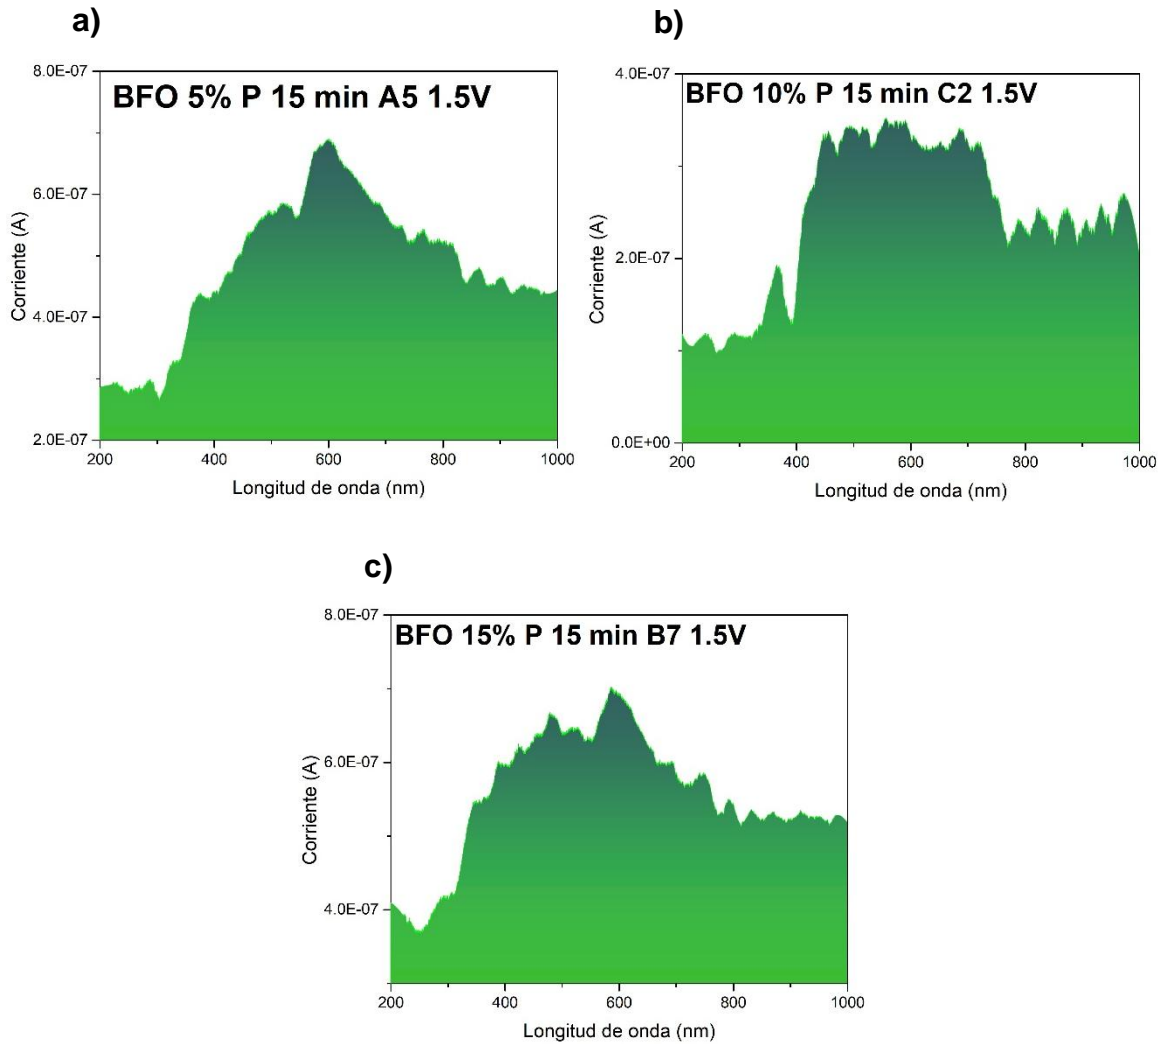 a)
8.0E-07
BFO 5% P 15 min A5 1.5V
6.0E-07
4.0E-07
2.0E-07
Corriente (A)
200 400 600 800 1000
Longitud de onda (nm)
b)
4.0E-07
BFO 10% P 15 min C2 1.5V
2.0E-07
0.0E+00
Corriente (A)
200 400 600 800 1000
Longitud de onda (nm)
c)
8.0E-07
BFO 15% P 15 min B7 1.5V
6.0E-07
4.0E-07
Corriente (A)
200 400 600 800 1000
Longitud de onda (nm)